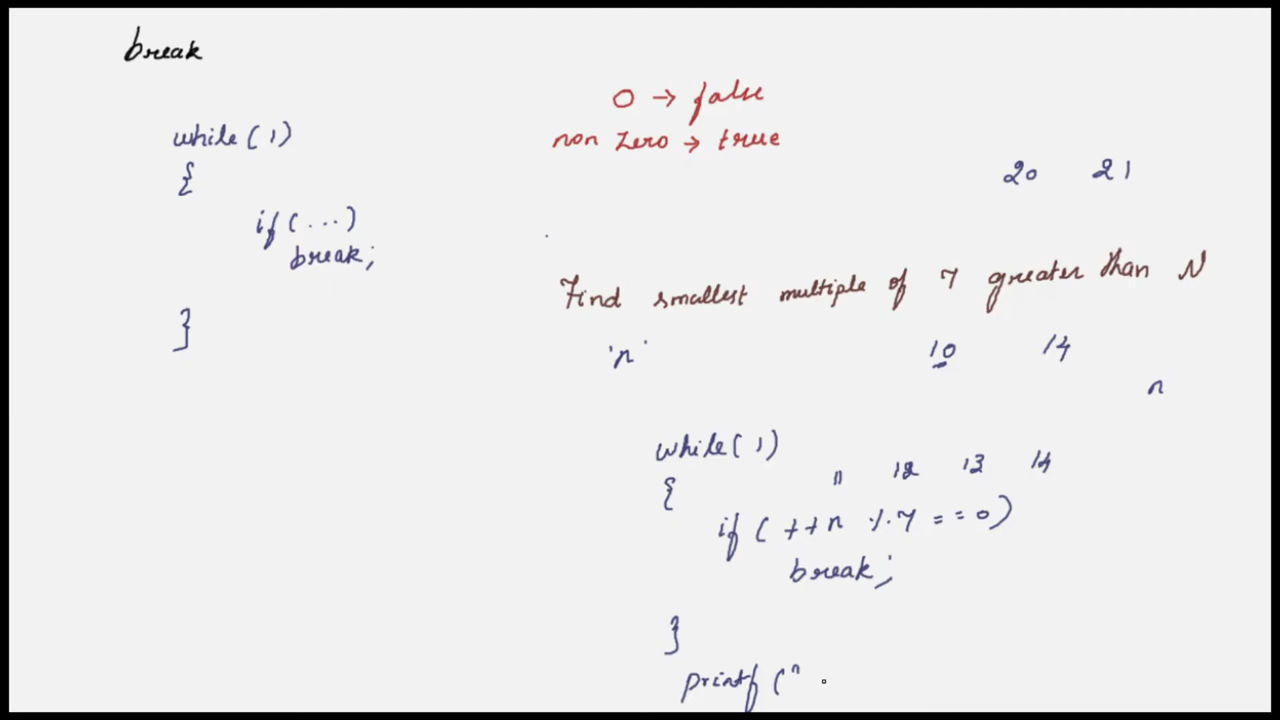 break
while(1)
{
if(...)
break;
}
0 → false
non zero → true
20 21
Find smallest multiple of 7 greater than N
'n' 10 14
n
while(1)
{ 11 12 13 14
if(++n % 7 == 0)
break;
}
printf("